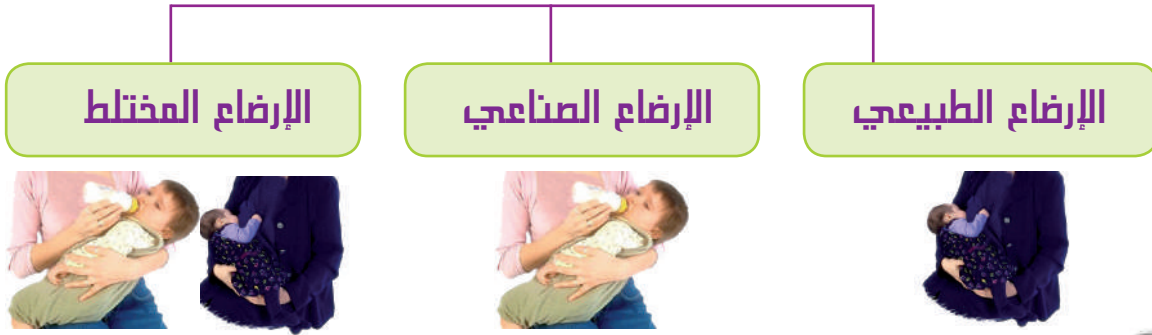 الإرضاع الطبيعي
الإرضاع الصناعي
الإرضاع المختلط